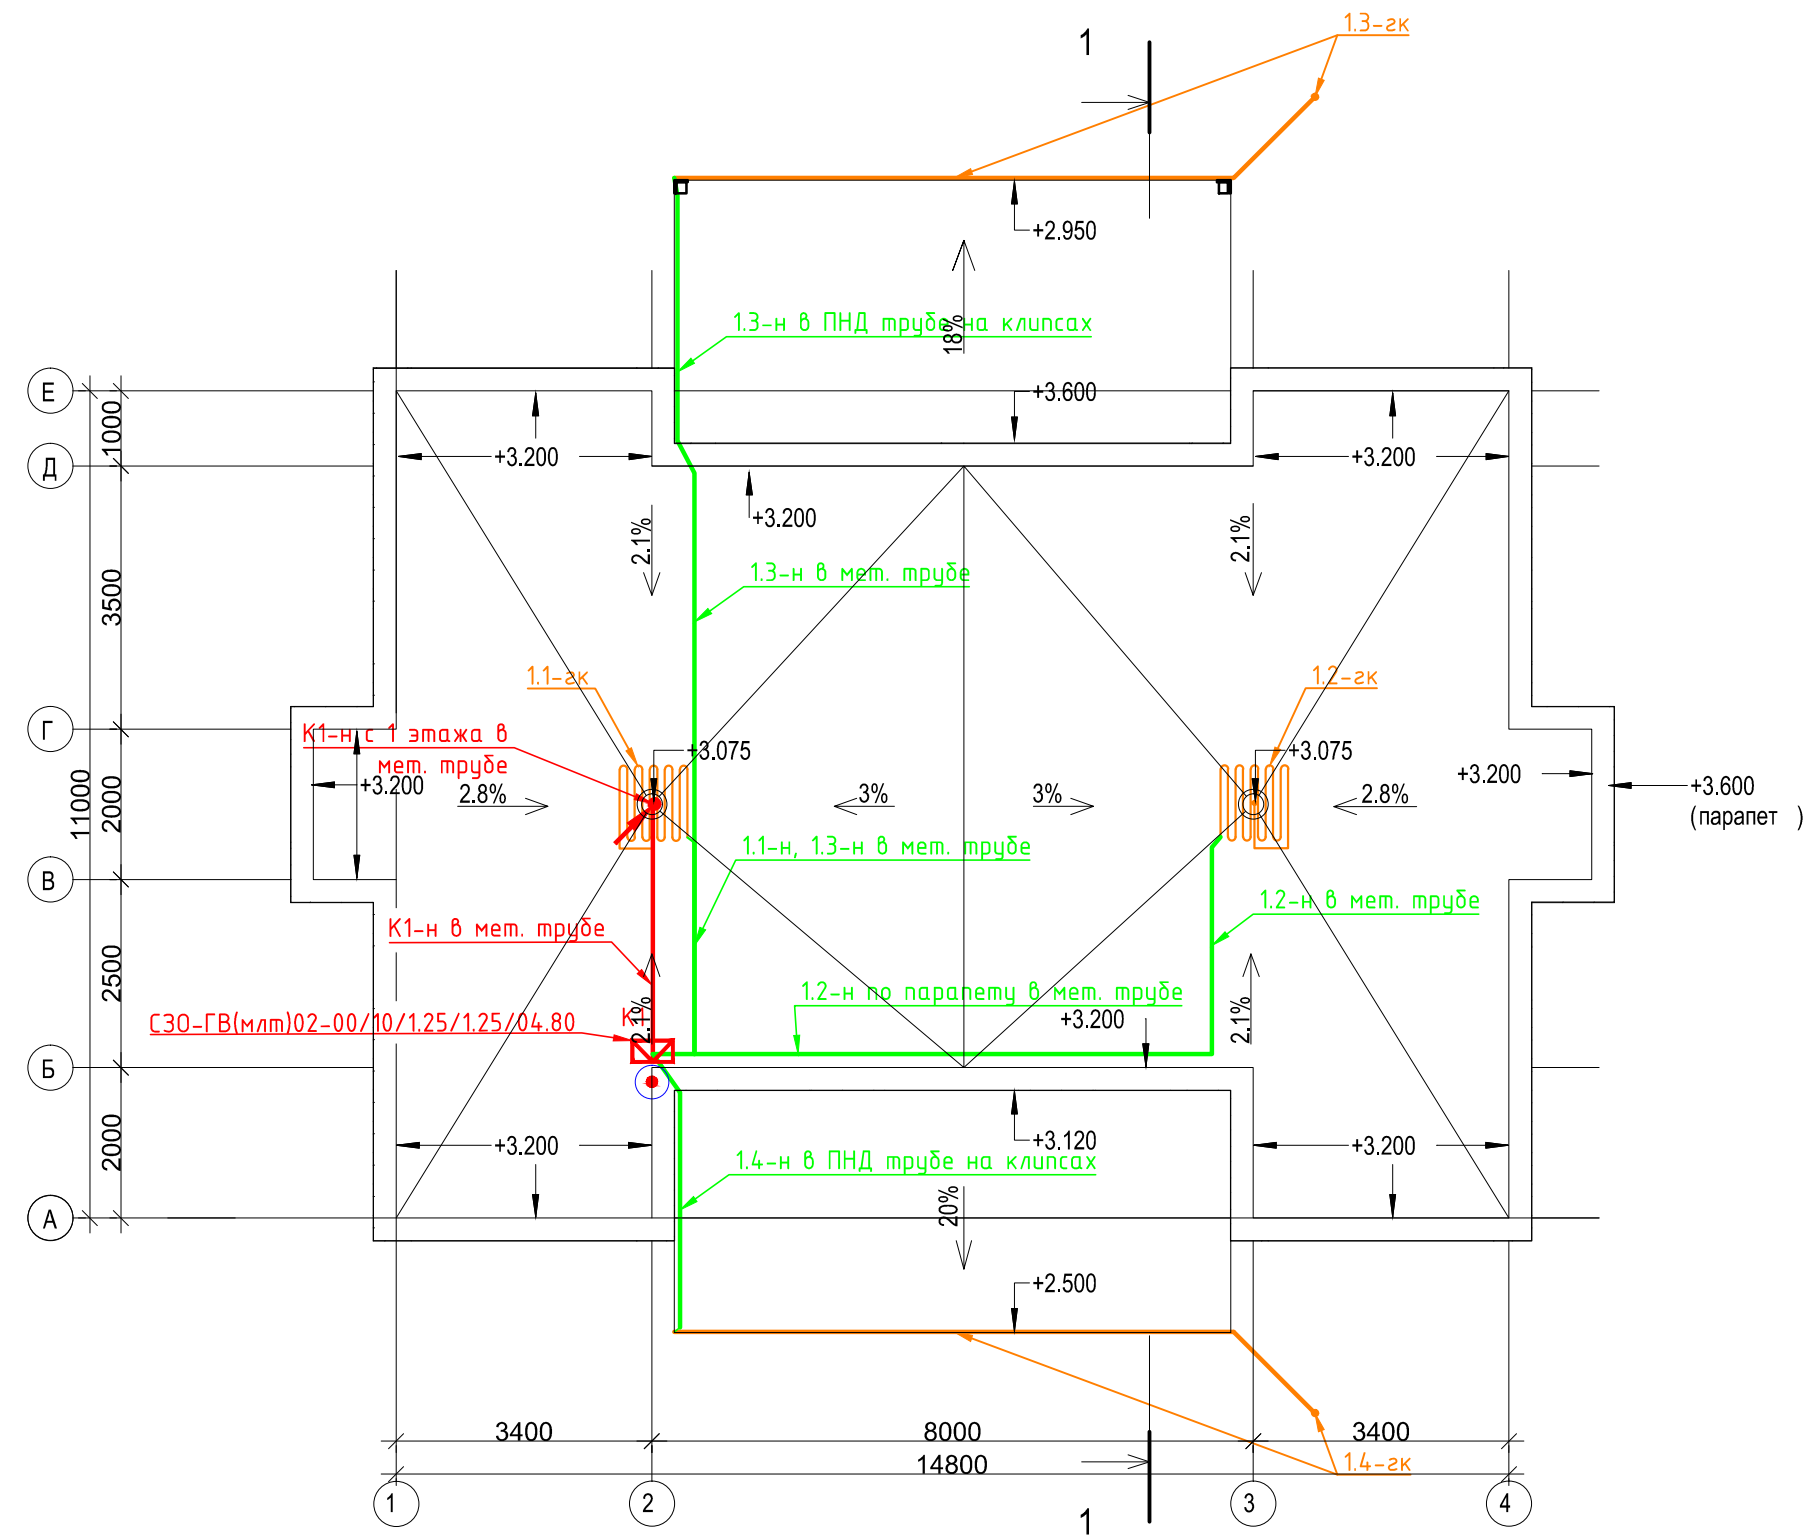 1.3-гк
1
+2.950
1.3-н в ПНД трубе на клипсах
18%
Е
+3.600
1000
+3.200
+3.200
Д
+3.200
2.1%
2.1%
1.3-н в мет. трубе
3500
1.1-гк
1.2-гк
Г
К1-н с 1 этажа в
мет. трубе
+3.075
+3.075
+3.200
+3.200
+3.600
(парапет )
2.8%
3%
3%
2.8%
11000
2000
1.1-н, 1.3-н в мет. трубе
В
1.2-н в мет. трубе
К1-н в мет. трубе
2500
1.2-н по парапету в мет. трубе
СЗО-ГВ(млт)02-00/10/1.25/1.25/04.80
К1
2.1%
+3.200
2.1%
Б
2000
+3.200
+3.120
+3.200
1.4-н в ПНД трубе на клипсах
20%
А
+2.500
3400
8000
3400
14800
1.4-гк
1
2
3
4
1